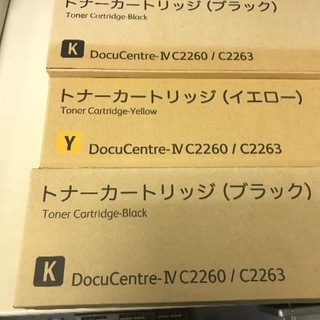 トナーカートリッジ(ブラック)
Toner Cartridge-Black
K DocuCentre-Ⅳ C2260 / C2263
トナーカートリッジ(イエロー)
Toner Cartridge-Yellow
Y DocuCentre-Ⅳ C2260 / C2263
トナーカートリッジ(ブラック)
Toner Cartridge-Black
K DocuCentre-Ⅳ C2260 / C2263